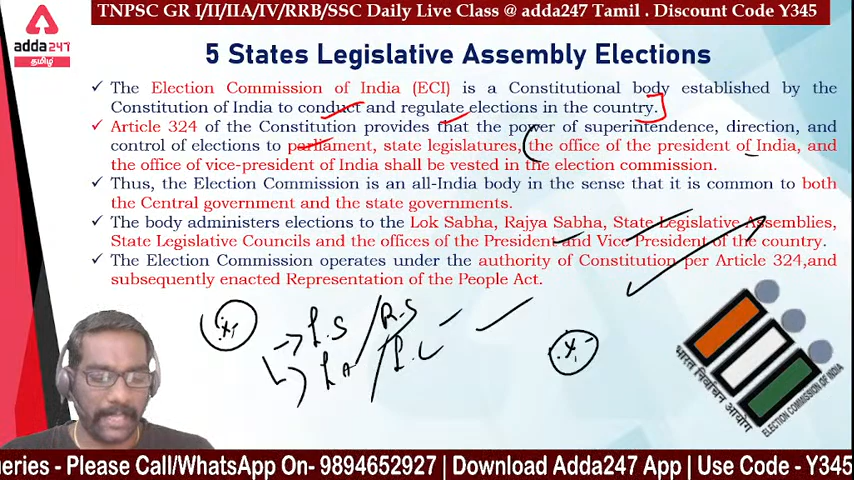 TNPSC GR I/II/IIA/IV/RRB/SSC Daily Live Class @ adda247 Tamil . Discount Code Y345
adda247
தமிழ்
5 States Legislative Assembly Elections
✓ The Election Commission of India (ECI) is a Constitutional body established by the
Constitution of India to conduct and regulate elections in the country.
✓ Article 324 of the Constitution provides that the power of superintendence, direction, and
control of elections to parliament, state legislatures, the office of the president of India, and
the office of vice-president of India shall be vested in the election commission.
✓ Thus, the Election Commission is an all-India body in the sense that it is common to both
the Central government and the state governments.
✓ The body administers elections to the Lok Sabha, Rajya Sabha, State Legislative Assemblies,
State Legislative Councils and the offices of the President and Vice President of the country.
✓ The Election Commission operates under the authority of Constitution per Article 324,and
subsequently enacted Representation of the People Act.
L.S / R.S
L.A / L.C
भारत निर्वाचन आयोग
ELECTION COMMISSION OF INDIA
ueries - Please Call/WhatsApp On- 9894652927 | Download Adda247 App | Use Code - Y345